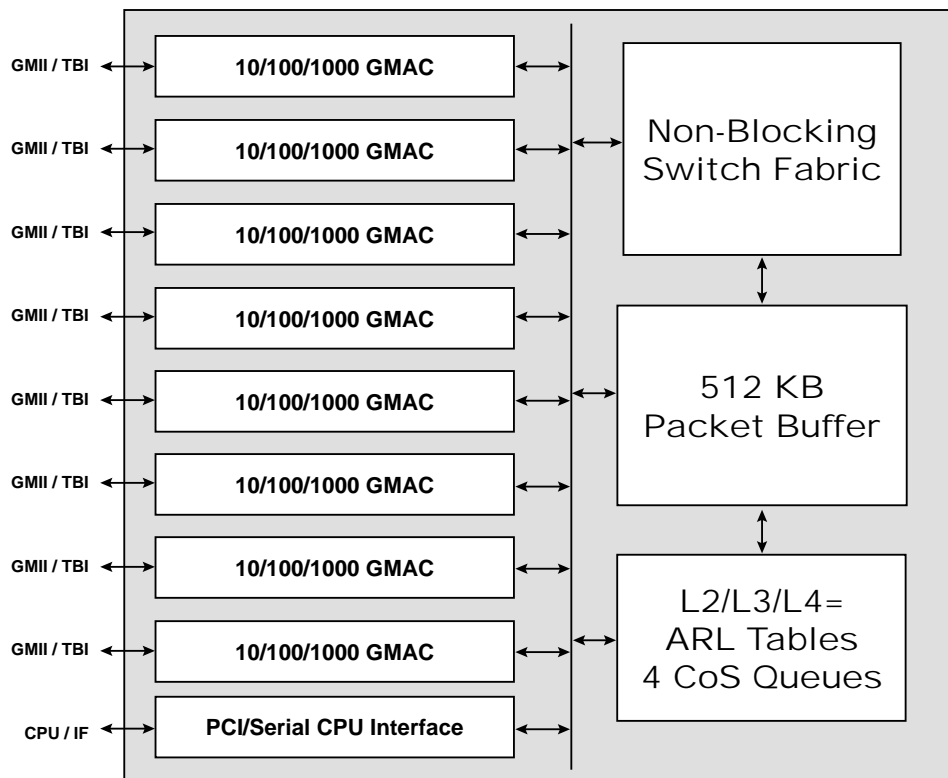 GMII / TBI
10/100/1000 GMAC
GMII / TBI
10/100/1000 GMAC
GMII / TBI
10/100/1000 GMAC
GMII / TBI
10/100/1000 GMAC
GMII / TBI
10/100/1000 GMAC
GMII / TBI
10/100/1000 GMAC
GMII / TBI
10/100/1000 GMAC
GMII / TBI
10/100/1000 GMAC
CPU / IF
PCI/Serial CPU Interface
Non-Blocking
Switch Fabric
512 KB
Packet Buffer
L2/L3/L4=
ARL Tables
4 CoS Queues